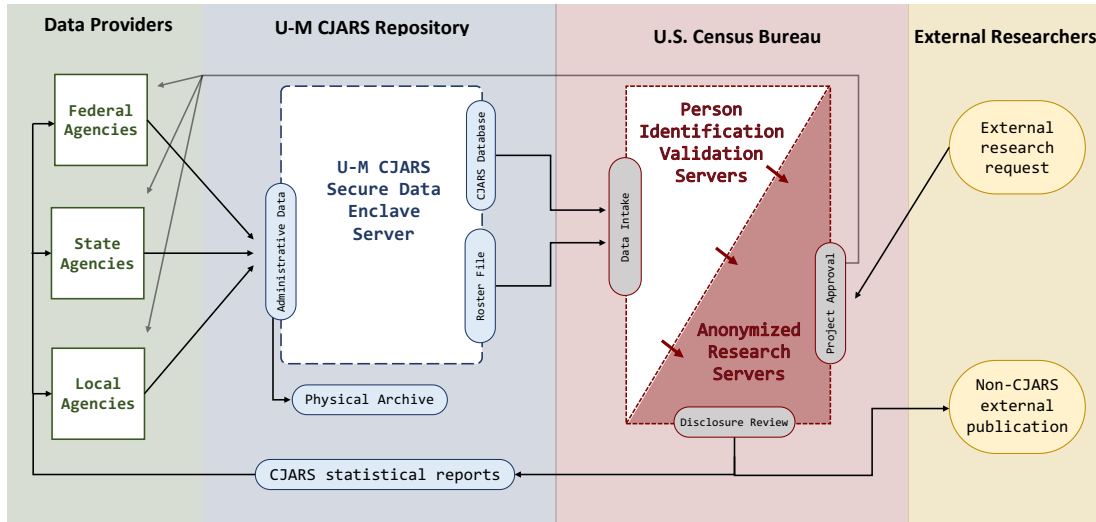 Data Providers
U-M CJARS Repository
U.S. Census Bureau
External Researchers
Federal
Agencies
State
Agencies
Local
Agencies
Administrative Data
U-M CJARS
Secure Data
Enclave
Server
CJARS Database
Roster File
Physical Archive
CJARS statistical reports
Data Intake
Person
Identification
Validation
Servers
Anonymized
Research
Servers
Project Approval
Disclosure Review
External
research
request
Non-CJARS
external
publication